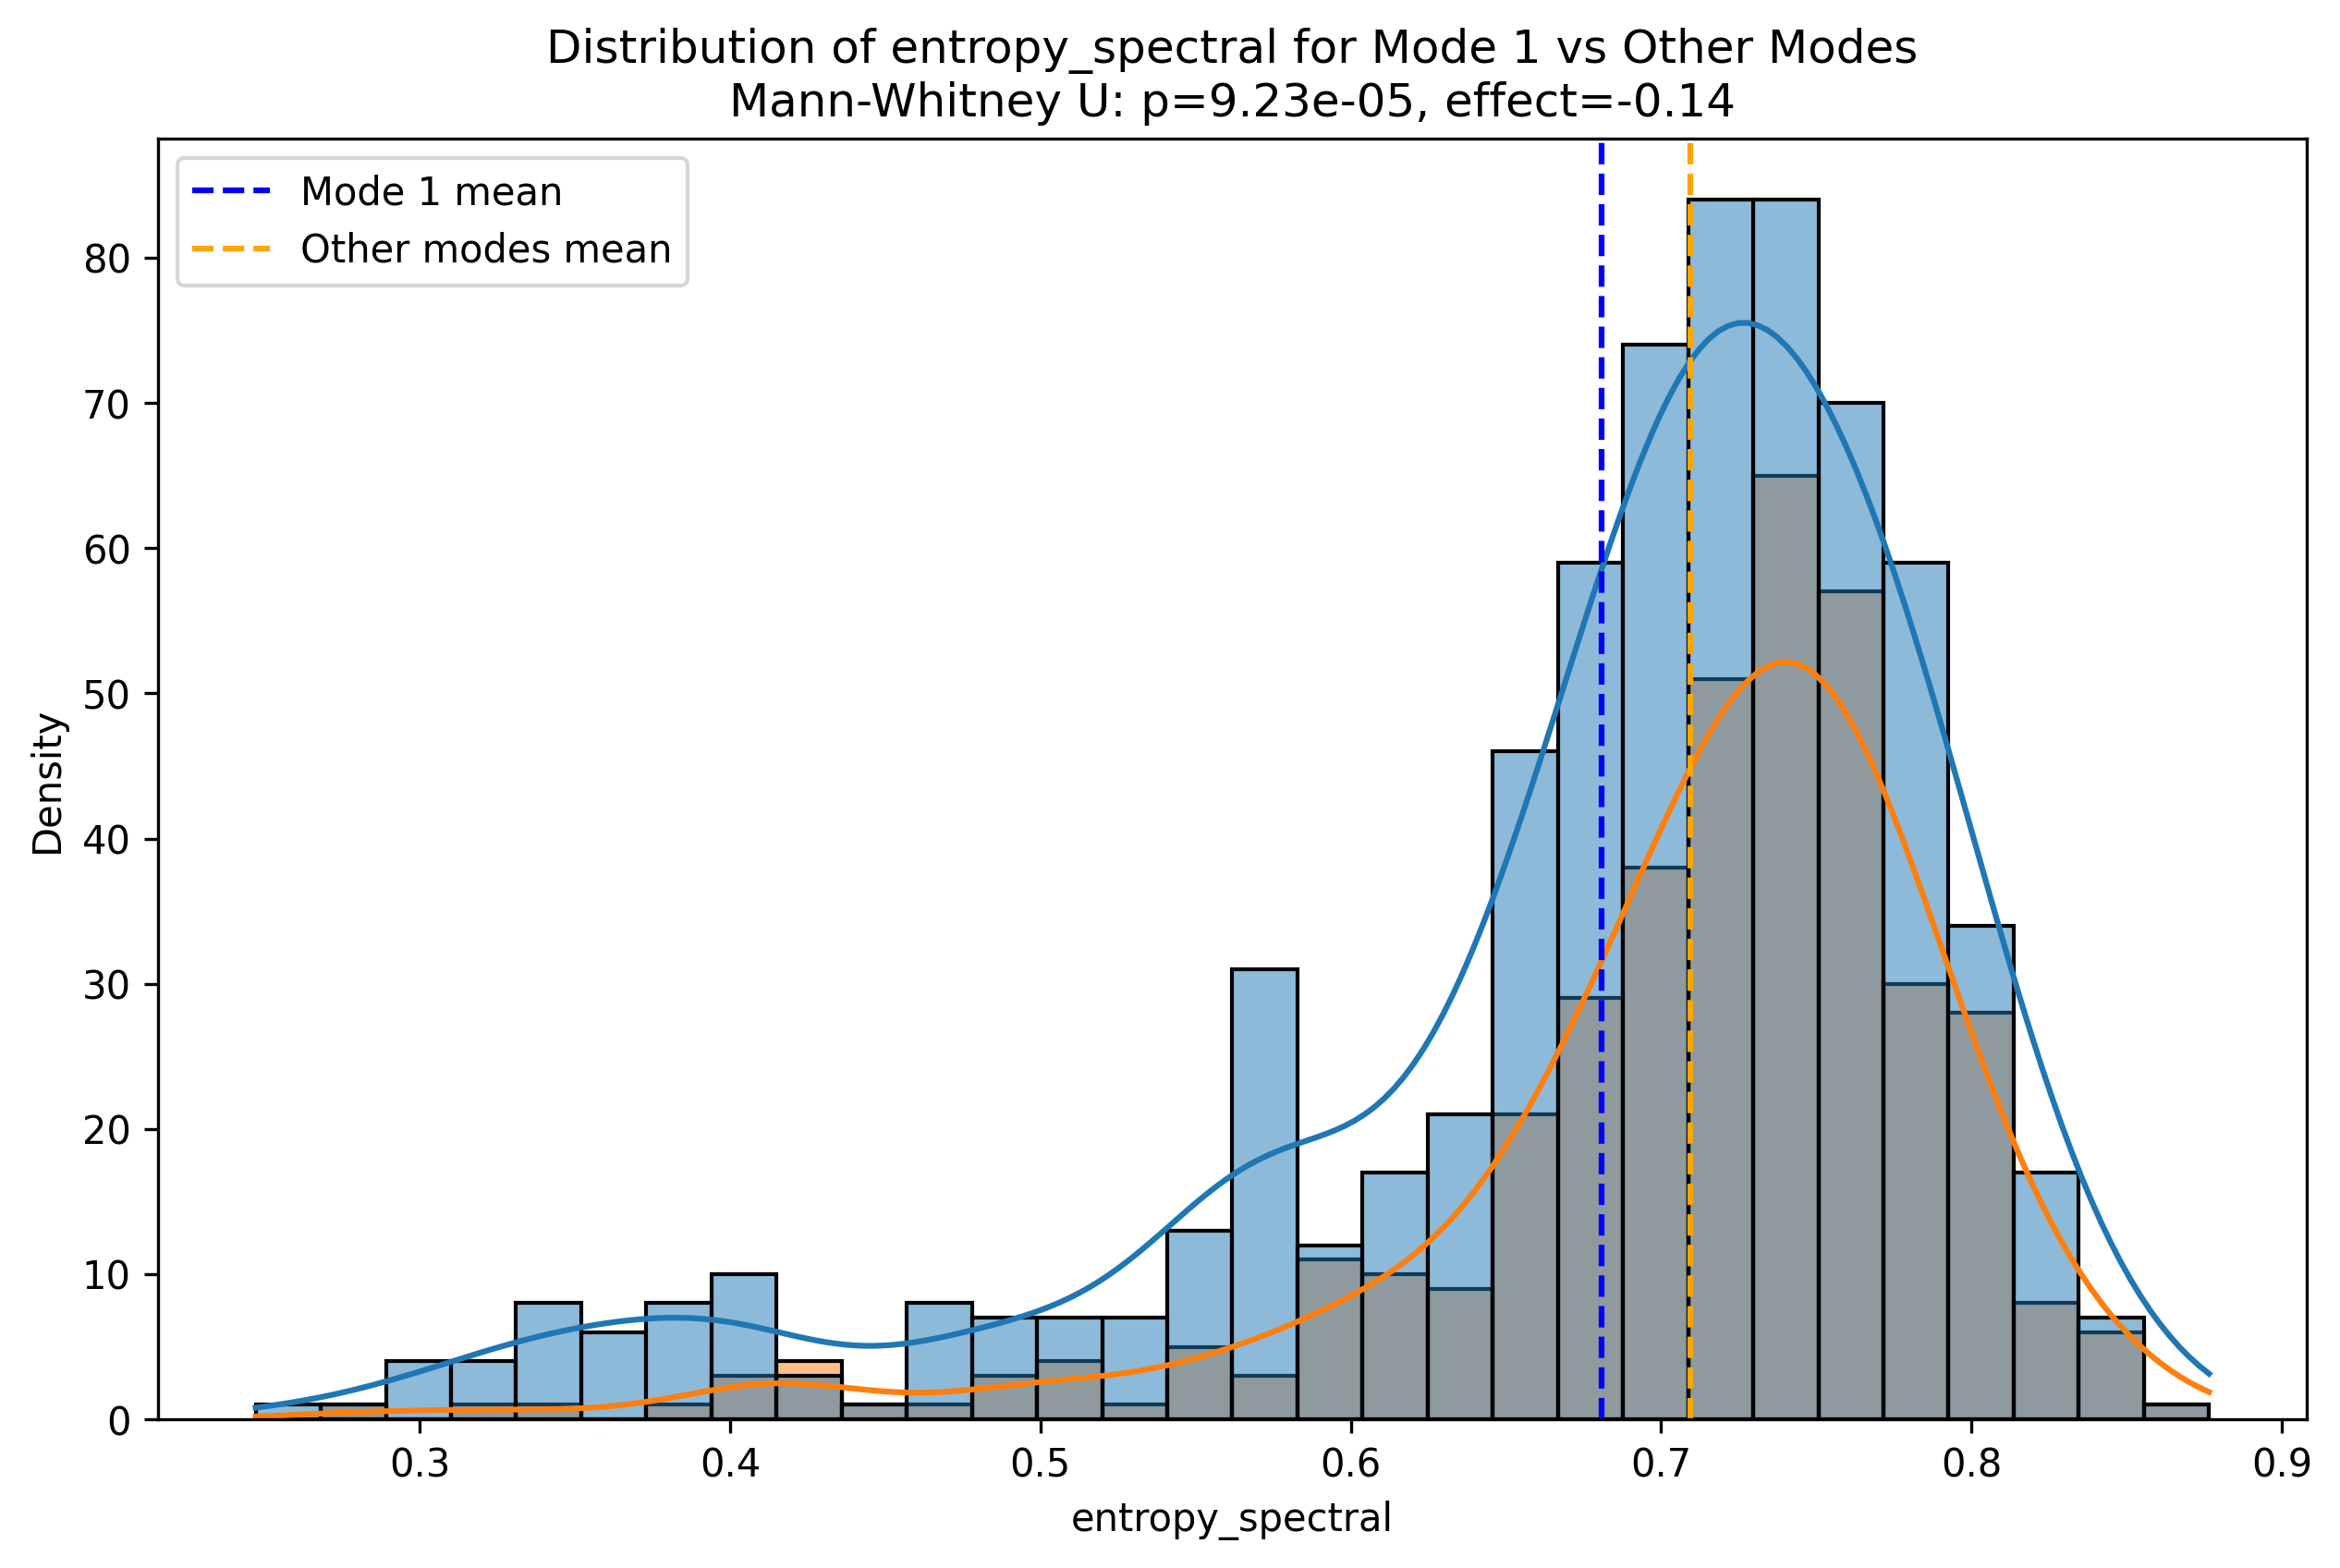 Distribution of entropy_spectral for Mode 1 vs Other Modes
Mann-Whitney U: p=9.23e-05, effect=-0.14
Mode 1 mean
Other modes mean
Density
80
70
60
50
40
30
20
10
0
0.3 0.4 0.5 0.6 0.7 0.8 0.9
entropy_spectral